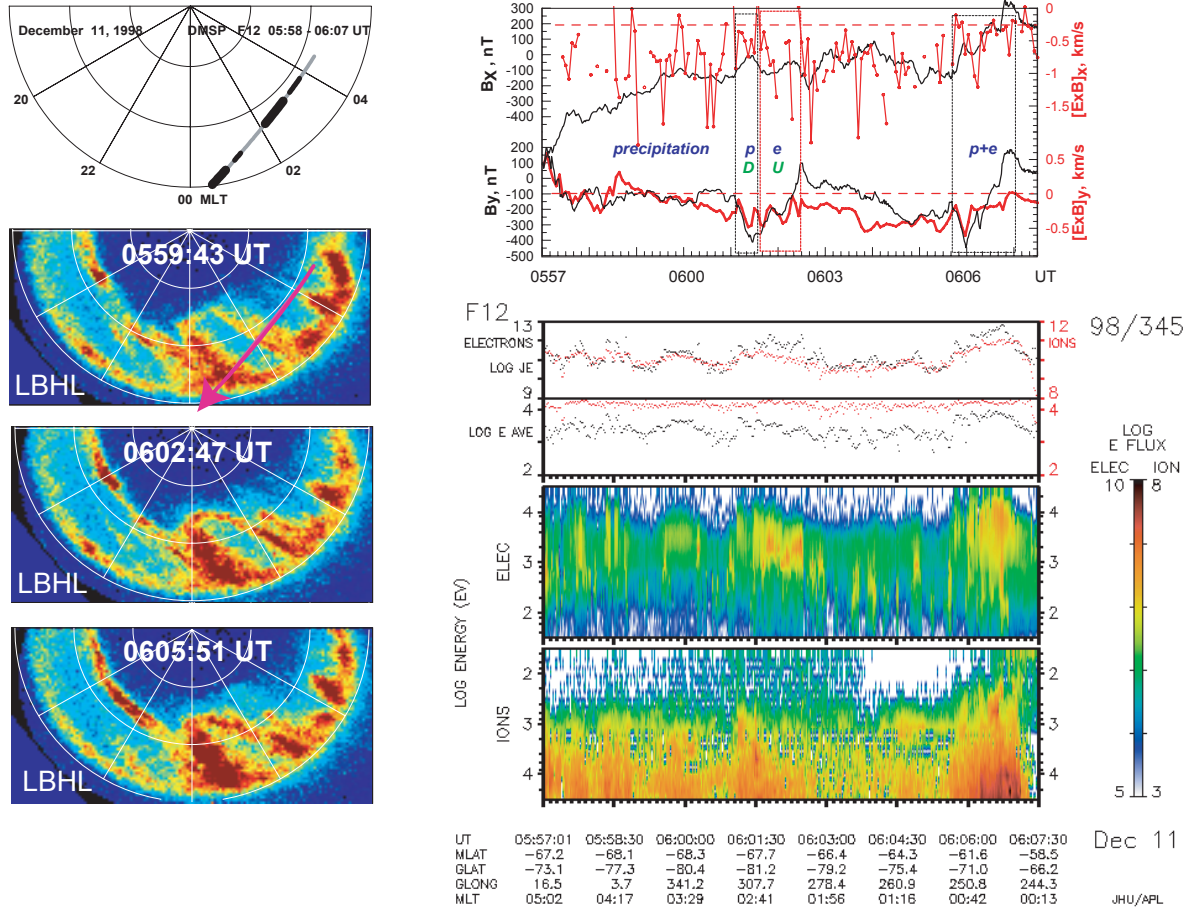 December 11, 1998 DMSP F12 05:58 - 06:07 UT
20
04
22
02
00 MLT
0559:43 UT
LBHL
0602:47 UT
LBHL
0605:51 UT
LBHL
300
200
100
0
-100
-200
-300
-400
Bx, nT
0
-0.5
-1
-1.5
[ExB]x, km/s
precipitation
p
e
p+e
D
U
200
100
0
-100
-200
-300
-400
-500
By, nT
0.5
0
-0.5
[ExB]y, km/s
0557
0600
0603
0606
UT
F12
98/345
13
ELECTRONS
LOG JE
9
12
IONS
8
4
LOG E AVE
2
4
2
LOG ENERGY (EV)
ELEC
4
3
2
4
3
2
IONS
2
3
4
2
3
4
LOG
E FLUX
ELEC ION
10 8
5 3
UT 05:57:01 05:58:30 06:00:00 06:01:30 06:03:00 06:04:30 06:06:00 06:07:30
MLAT -67.2 -68.1 -68.3 -67.7 -66.4 -64.3 -61.6 -58.5
GLAT -73.1 -77.3 -80.4 -81.2 -79.2 -75.4 -71.0 -66.2
GLONG 16.5 3.7 341.2 307.7 278.4 260.9 250.8 244.3
MLT 05:02 04:17 03:29 02:41 01:56 01:16 00:42 00:13
Dec 11
JHU/APL